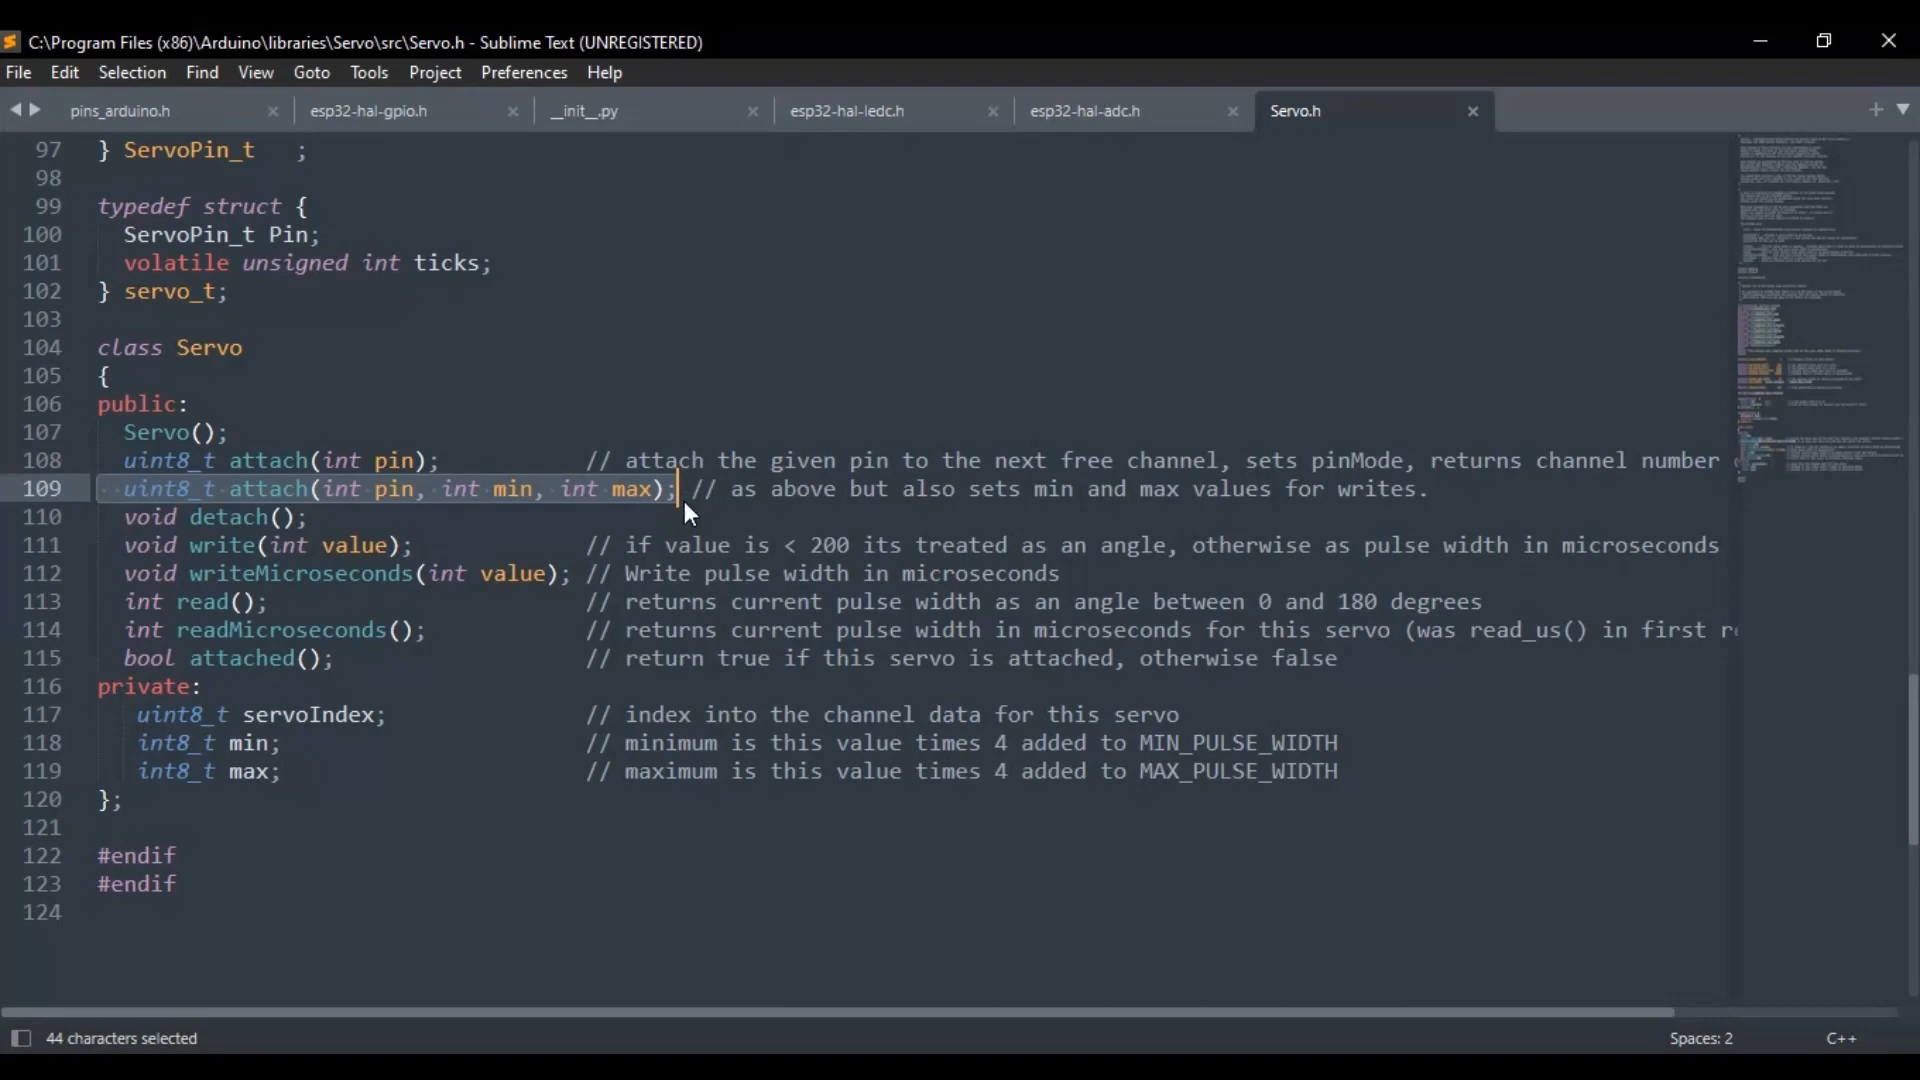 C:\Program Files (x86)\Arduino\libraries\Servo\src\Servo.h - Sublime Text (UNREGISTERED)
File Edit Selection Find View Goto Tools Project Preferences Help
pins_arduino.h esp32-hal-gpio.h __init__.py esp32-hal-ledc.h esp32-hal-adc.h Servo.h
97 } ServoPin_t   ;
98
99 typedef struct {
100   ServoPin_t Pin;
101   volatile unsigned int ticks;
102 } servo_t;
103
104 class Servo
105 {
106 public:
107   Servo();
108   uint8_t attach(int pin);           // attach the given pin to the next free channel, sets pinMode, returns channel number
109   uint8_t attach(int pin, int min, int max); // as above but also sets min and max values for writes.
110   void detach();
111   void write(int value);             // if value is < 200 its treated as an angle, otherwise as pulse width in microseconds
112   void writeMicroseconds(int value); // Write pulse width in microseconds
113   int read();                        // returns current pulse width as an angle between 0 and 180 degrees
114   int readMicroseconds();            // returns current pulse width in microseconds for this servo (was read_us() in first
115   bool attached();                   // return true if this servo is attached, otherwise false
116 private:
117    uint8_t servoIndex;               // index into the channel data for this servo
118    int8_t min;                       // minimum is this value times 4 added to MIN_PULSE_WIDTH
119    int8_t max;                       // maximum is this value times 4 added to MAX_PULSE_WIDTH
120 };
121
122 #endif
123 #endif
124
44 characters selected Spaces: 2 C++